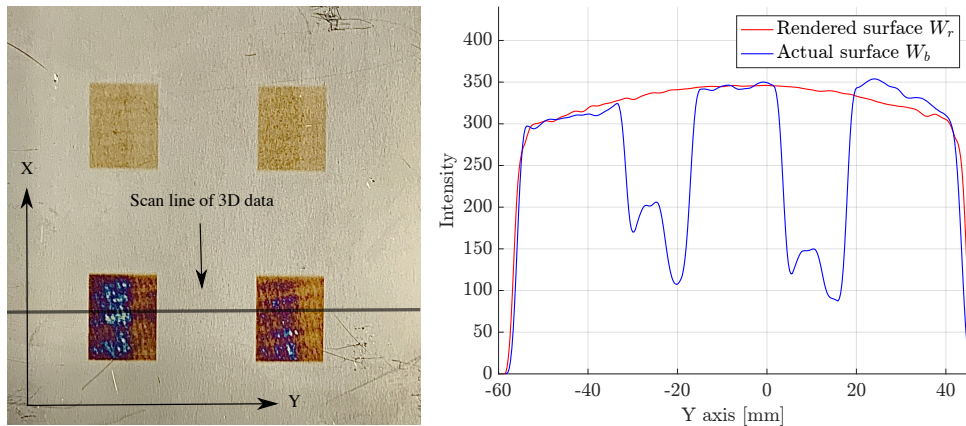 X
Scan line of 3D data
Y
Rendered surface W_r
Actual surface W_b
Intensity
350
300
250
200
150
100
50
0
-60
-40
-20
0
20
40
Y axis [mm]